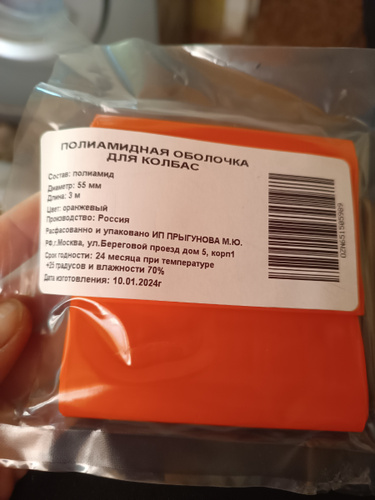 ПОЛИАМИДНАЯ ОБОЛОЧКА
ДЛЯ КОЛБАС
Состав: полиамид
Диаметр: 55 мм
Длина: 3 м
Цвет: оранжевый
Производство: Россия
Расфасованно и упаковано ИП ПРЫГУНОВА М.Ю.
РФ,г.Москва, ул.Береговой проезд дом 5, корп1
Срок годности: 24 месяца при температуре
+25 градусов и влажности 70%
Дата изготовления: 10.01.2024г
OZN651505989